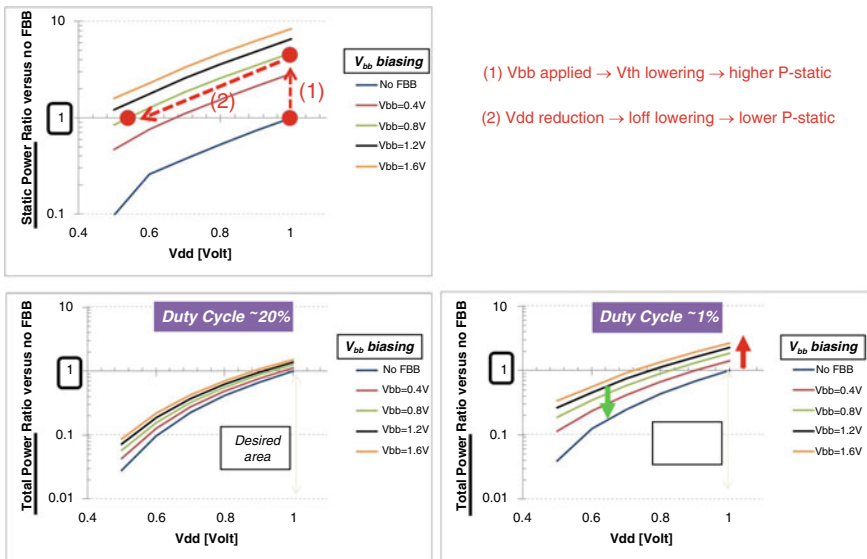 Static Power Ratio versus no FBB
10
1
0.1
0.4
0.6
0.8
1
Vdd [Volt]
(1)
(2)
Vbb biasing
No FBB
Vbb=0.4V
Vbb=0.8V
Vbb=1.2V
Vbb=1.6V
(1) Vbb applied → Vth lowering → higher P-static
(2) Vdd reduction → Ioff lowering → lower P-static
Total Power Ratio versus no FBB
10
1
0.1
0.01
0.4
0.6
0.8
1
Vdd [Volt]
Duty Cycle ~20%
Desired
area
Vbb biasing
No FBB
Vbb=0.4V
Vbb=0.8V
Vbb=1.2V
Vbb=1.6V
Total Power Ratio versus no FBB
10
1
0.1
0.01
0.4
0.6
0.8
1
Vdd [Volt]
Duty Cycle ~1%
Vbb biasing
No FBB
Vbb=0.4V
Vbb=0.8V
Vbb=1.2V
Vbb=1.6V